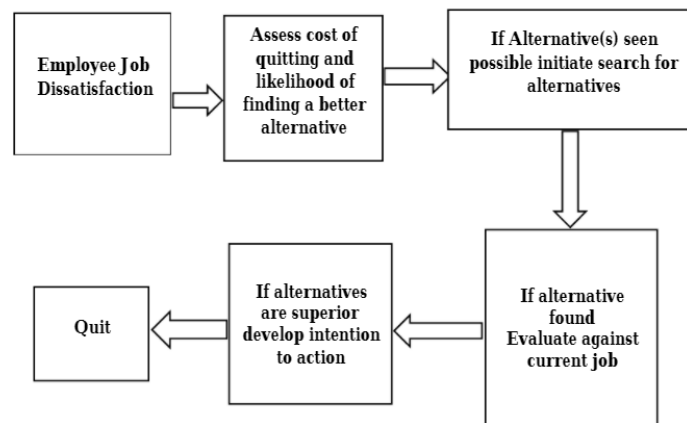 Employee Job
Dissatisfaction
Assess cost of
quitting and
likelihood of
finding a better
alternative
If Alternative(s) seen
possible initiate search for
alternatives
If alternative
found
Evaluate against
current job
If alternatives
are superior
develop intention
to action
Quit